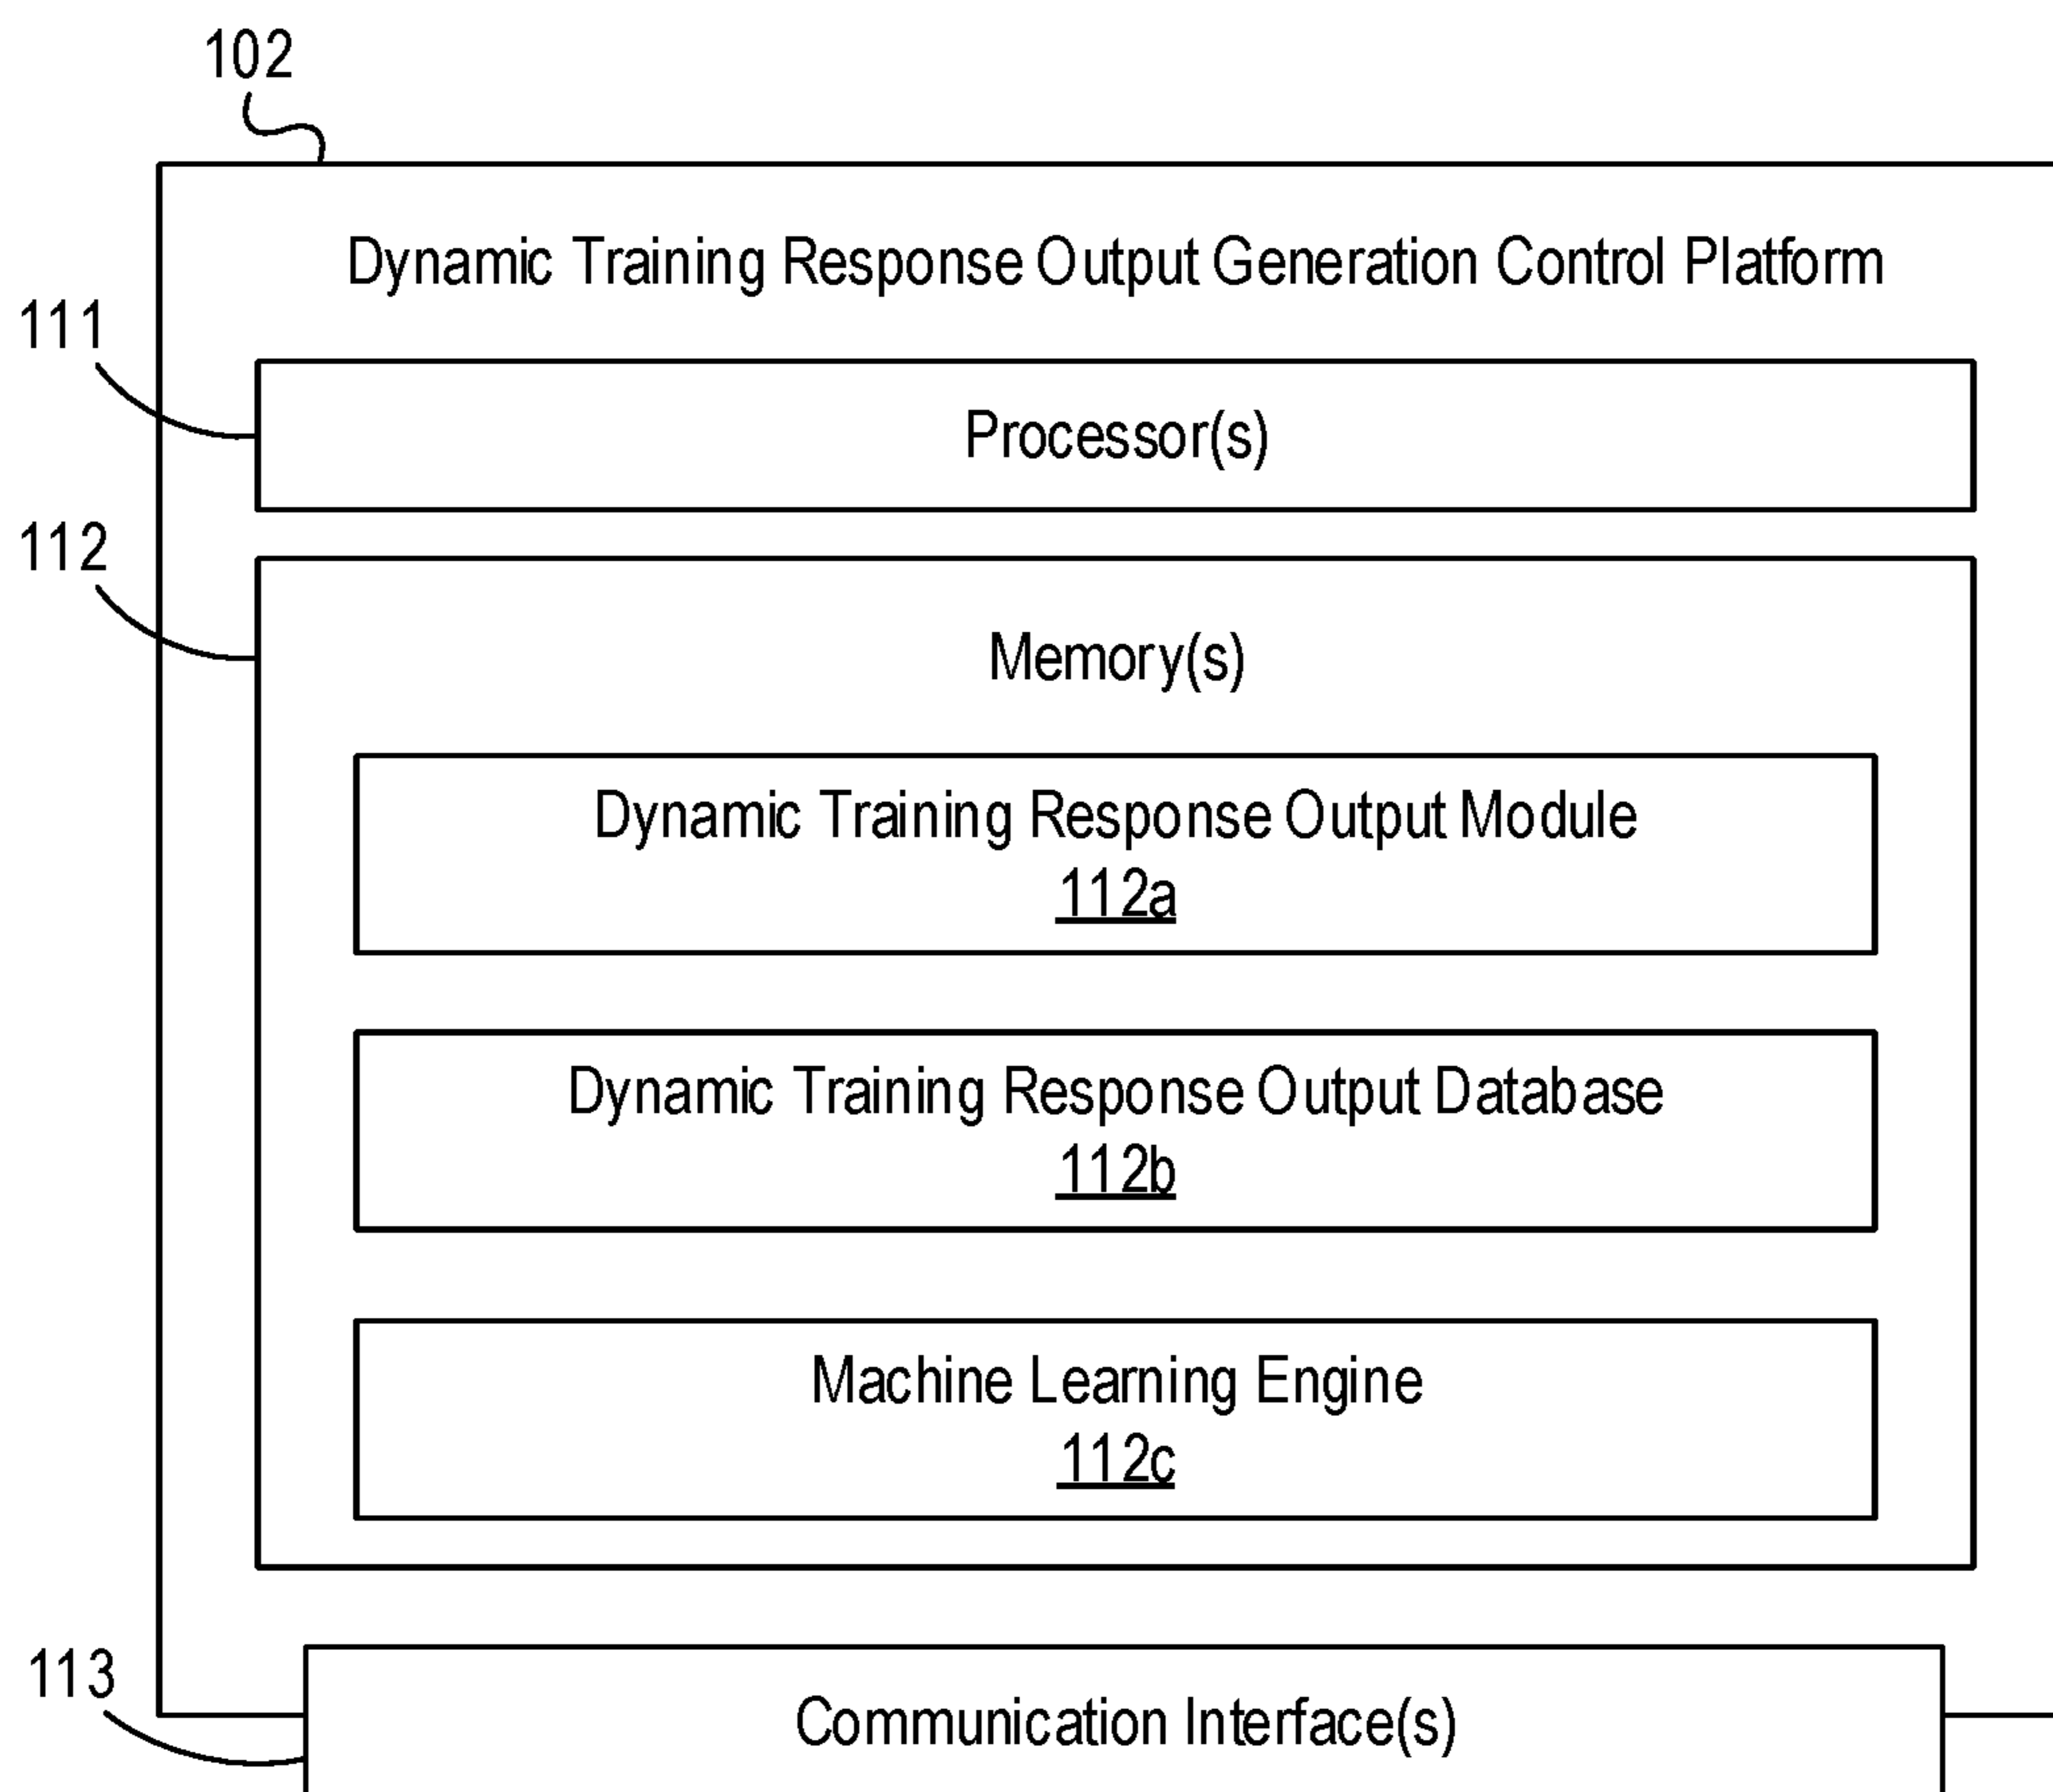 102
Dynamic Training Response Output Generation Control Platform
111
Processor(s)
112
Memory(s)
Dynamic Training Response Output Module
112a
Dynamic Training Response Output Database
112b
Machine Learning Engine
112c
113
Communication Interface(s)